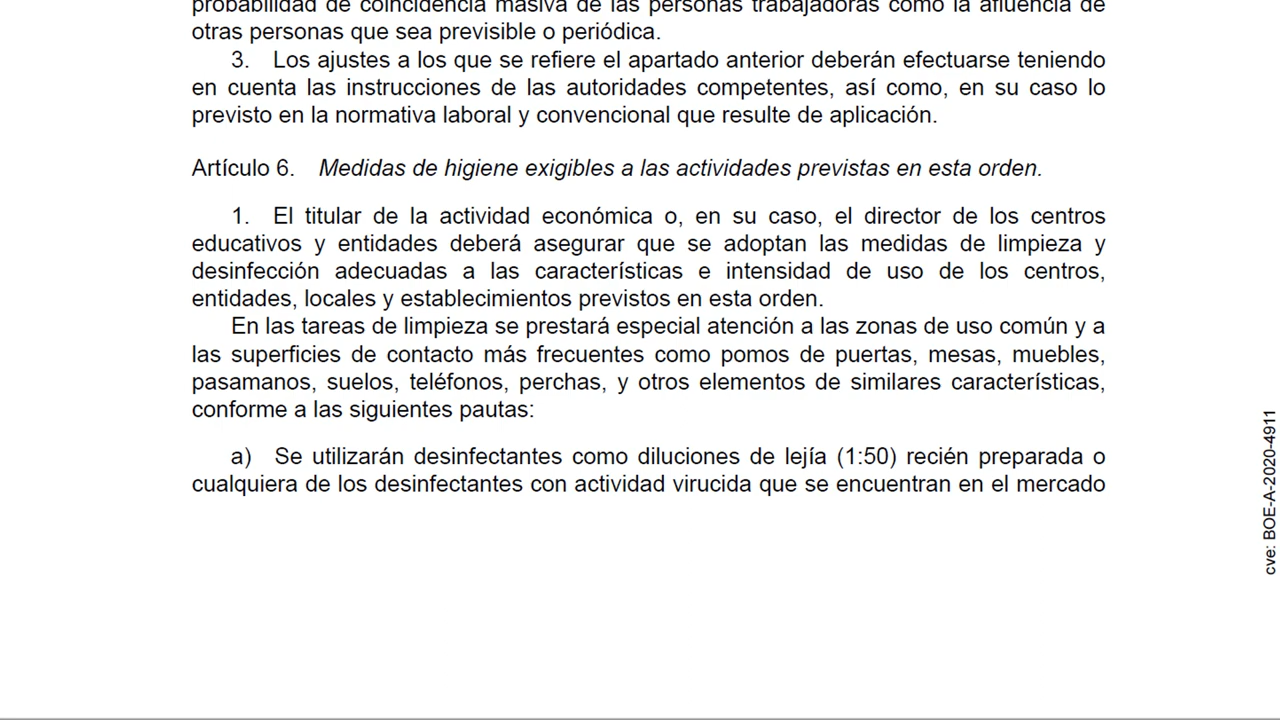 probabilidad de coincidencia masiva de las personas trabajadoras como la afluencia de
otras personas que sea previsible o periódica.
3. Los ajustes a los que se refiere el apartado anterior deberán efectuarse teniendo
en cuenta las instrucciones de las autoridades competentes, así como, en su caso lo
previsto en la normativa laboral y convencional que resulte de aplicación.
Artículo 6. Medidas de higiene exigibles a las actividades previstas en esta orden.
1. El titular de la actividad económica o, en su caso, el director de los centros
educativos y entidades deberá asegurar que se adoptan las medidas de limpieza y
desinfección adecuadas a las características e intensidad de uso de los centros,
entidades, locales y establecimientos previstos en esta orden.
En las tareas de limpieza se prestará especial atención a las zonas de uso común y a
las superficies de contacto más frecuentes como pomos de puertas, mesas, muebles,
pasamanos, suelos, teléfonos, perchas, y otros elementos de similares características,
conforme a las siguientes pautas:
a) Se utilizarán desinfectantes como diluciones de lejía (1:50) recién preparada o
cualquiera de los desinfectantes con actividad virucida que se encuentran en el mercado
cve: BOE-A-2020-4911